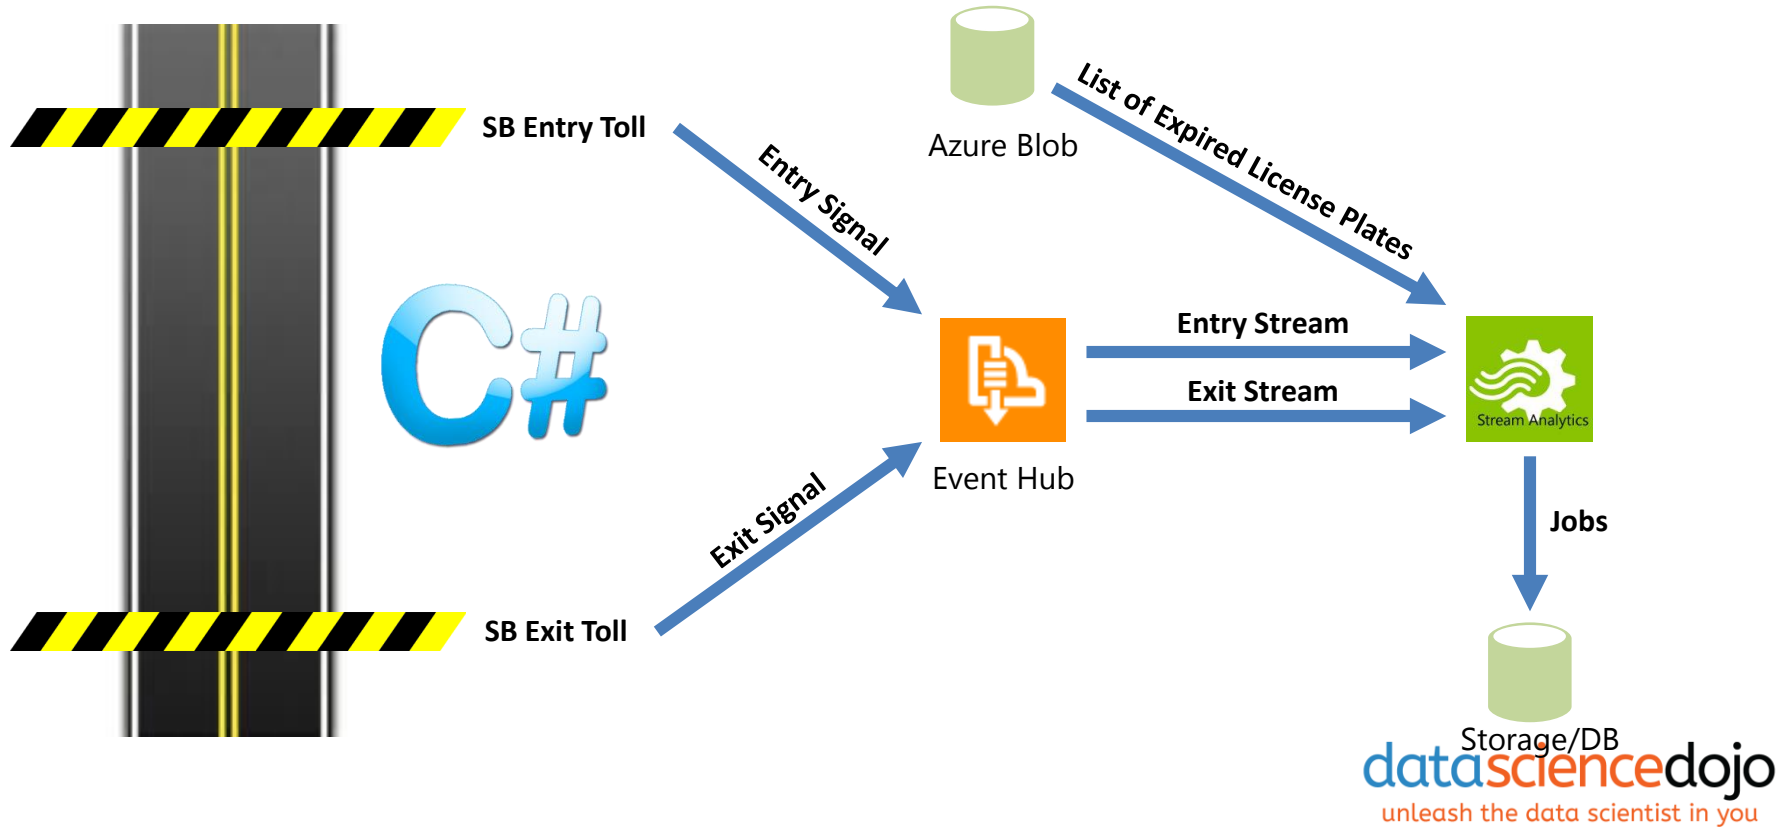 SB Entry Toll
Entry Signal
Azure Blob
List of Expired License Plates
C#
Entry Stream
Exit Stream
Stream Analytics
Event Hub
Exit Signal
Jobs
SB Exit Toll
Storage/DB
datasciencedojo
unleash the data scientist in you